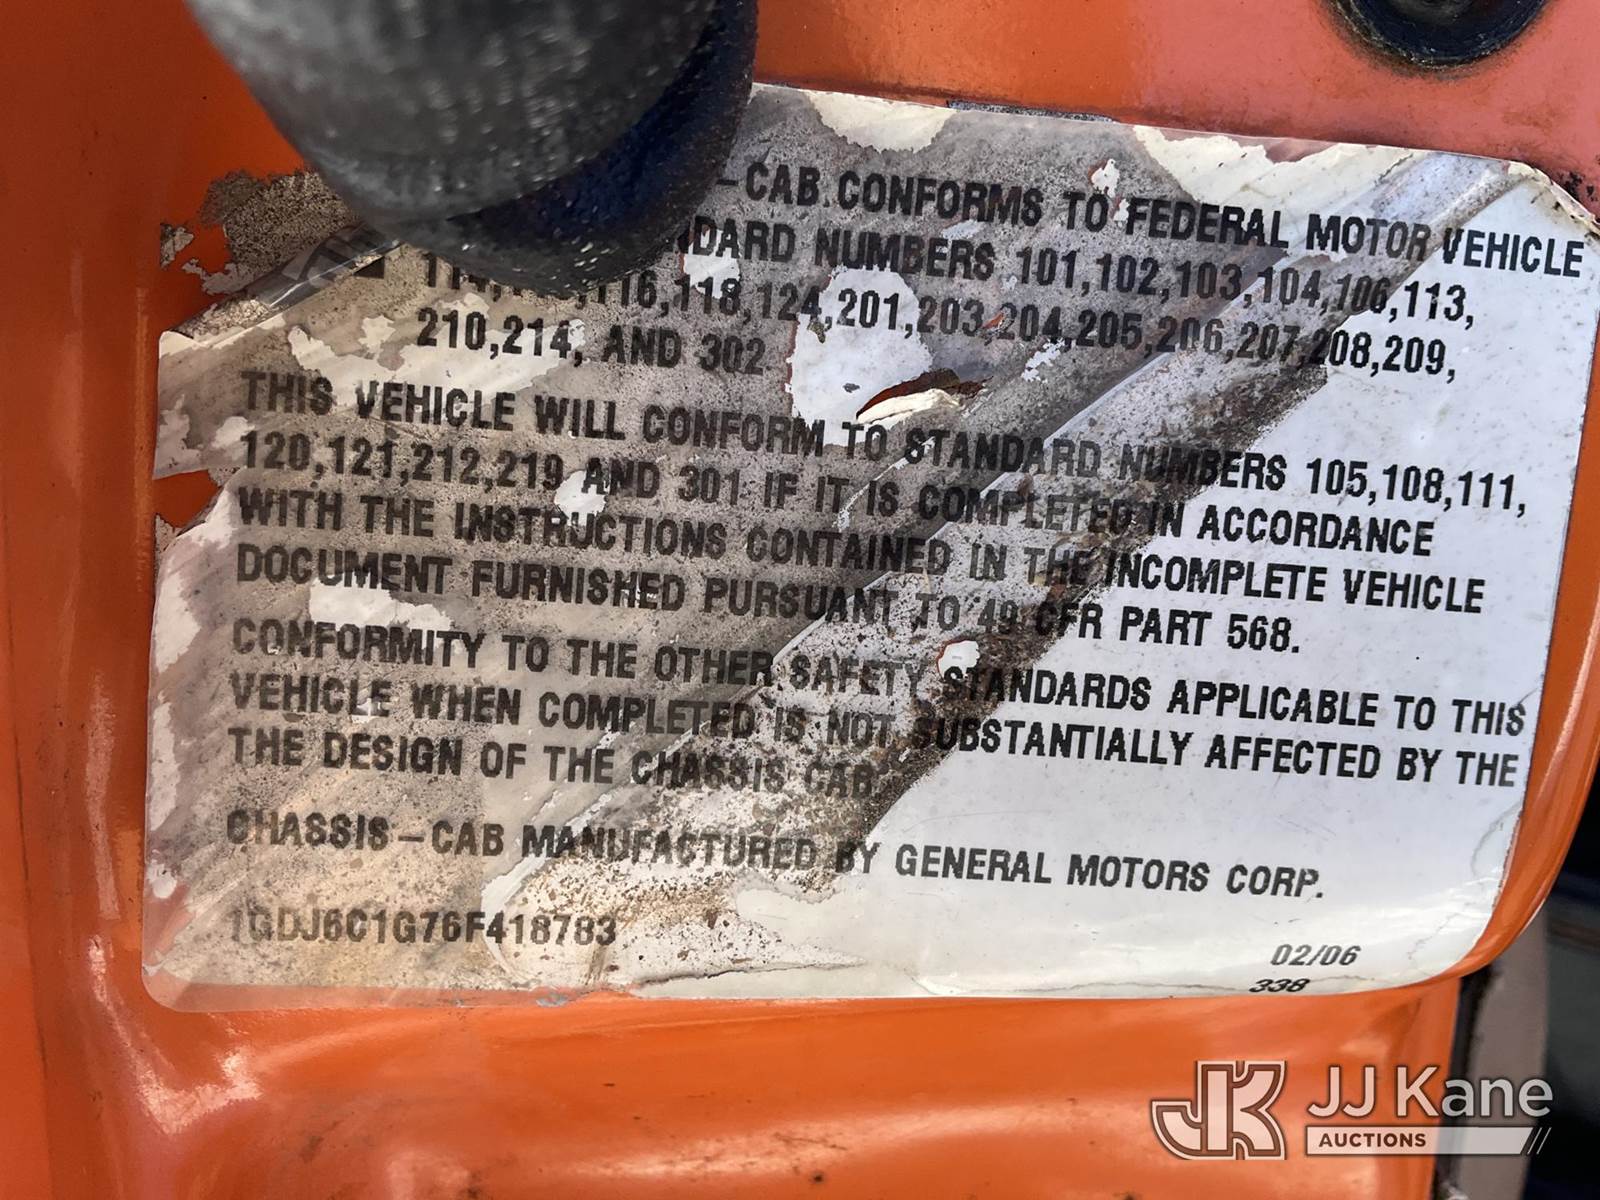 -CAB CONFORMS TO FEDERAL MOTOR VEHICLE
NUMBERS 101,102,103,104,106,113,
116,118,124,201,203,204,205,206,207,208,209,
210,214, AND 302
THIS VEHICLE WILL CONFORM TO STANDARD NUMBERS 105,108,111,
120,121,212,219 AND 301 IF IT IS COMPLETED IN ACCORDANCE
WITH THE INSTRUCTIONS CONTAINED IN THE INCOMPLETE VEHICLE
DOCUMENT FURNISHED PURSUANT TO 49 CFR PART 568.
CONFORMITY TO THE OTHER SAFETY STANDARDS APPLICABLE TO THIS
VEHICLE WHEN COMPLETED IS NOT SUBSTANTIALLY AFFECTED BY THE
THE DESIGN OF THE CHASSIS CAB.
CHASSIS-CAB MANUFACTURED BY GENERAL MOTORS CORP.
1GDJ6C1G76F418783
02/06
338
JK JJ Kane
AUCTIONS